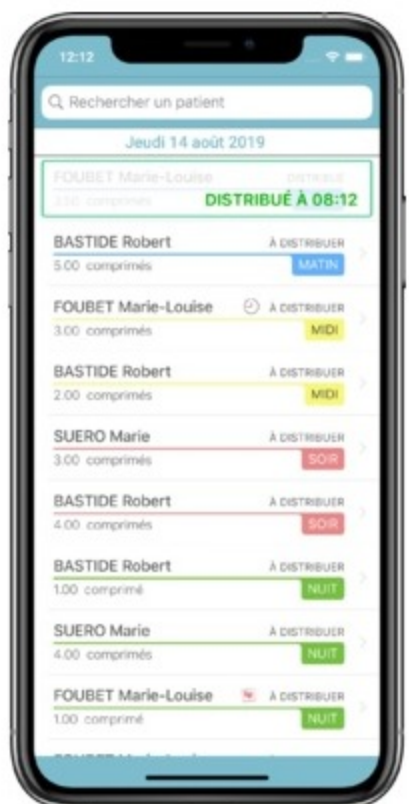 12:12
Rechercher un patient
Jeudi 14 août 2019
FOUBET Marie-Louise DISTRIBUÉ
comprimés DISTRIBUÉ À 08:12
BASTIDE Robert À DISTRIBUER
5.00 comprimés MATIN
FOUBET Marie-Louise À DISTRIBUER
3.00 comprimés MIDI
BASTIDE Robert À DISTRIBUER
2.00 comprimés MIDI
SUERO Marie À DISTRIBUER
3.00 comprimés SOIR
BASTIDE Robert À DISTRIBUER
4.00 comprimés SOIR
BASTIDE Robert À DISTRIBUER
1.00 comprimé NUIT
SUERO Marie À DISTRIBUER
4.00 comprimés NUIT
FOUBET Marie-Louise À DISTRIBUER
1.00 comprimé NUIT